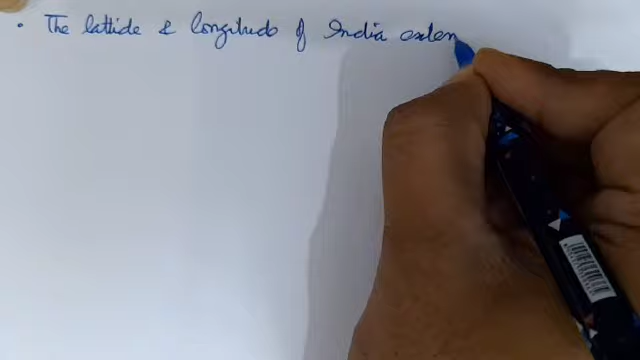 • The lattide & longitude of India exten